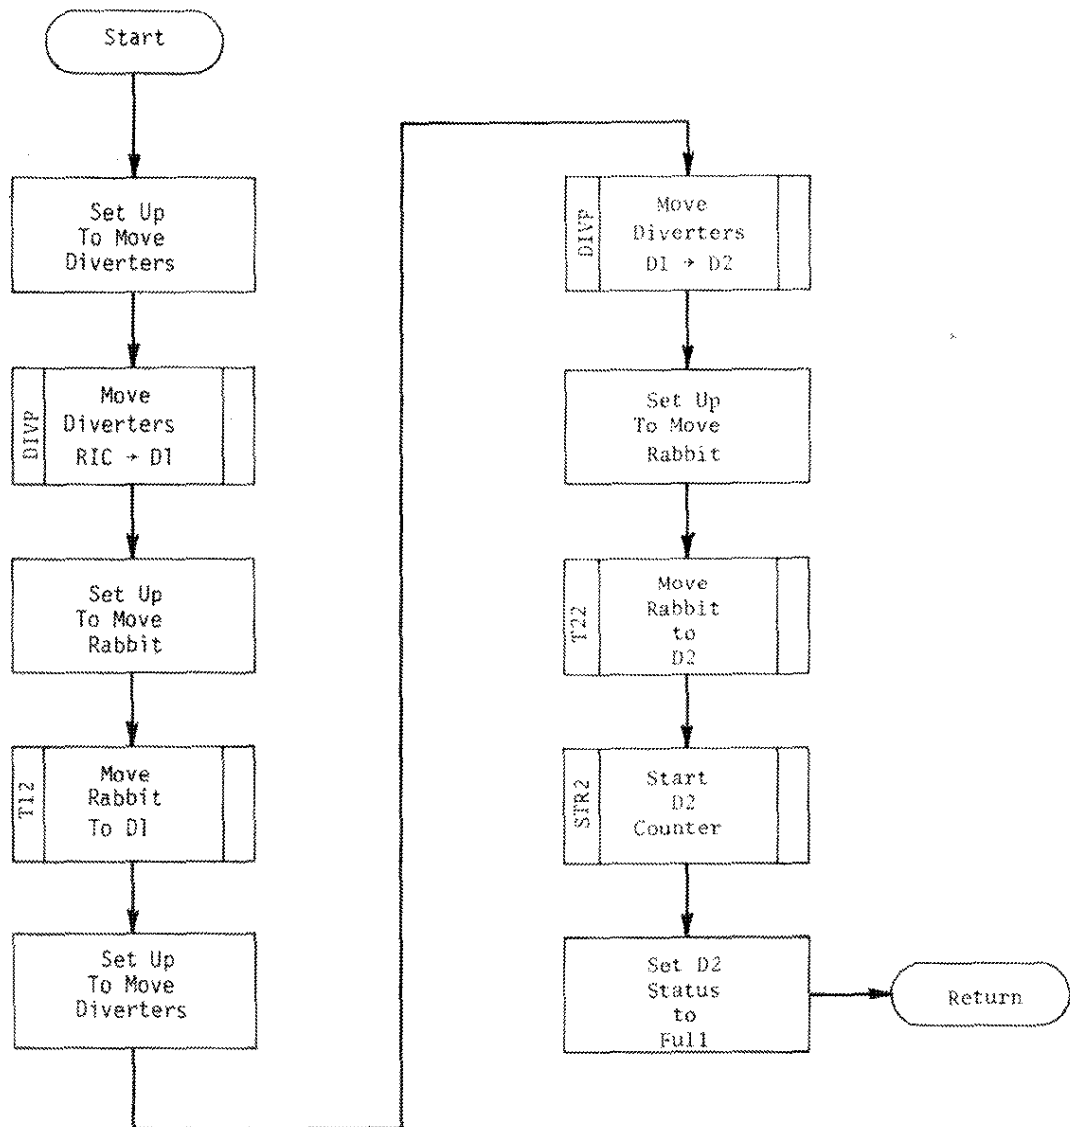 Start
Set Up
To Move
Diverters
DIVP
Move
Diverters
RIC → D1
Set Up
To Move
Rabbit
T12
Move
Rabbit
To D1
Set Up
To Move
Diverters
DIVP
Move
Diverters
D1 → D2
Set Up
To Move
Rabbit
T22
Move
Rabbit
to
D2
STR2
Start
D2
Counter
Set D2
Status
to
Full
Return